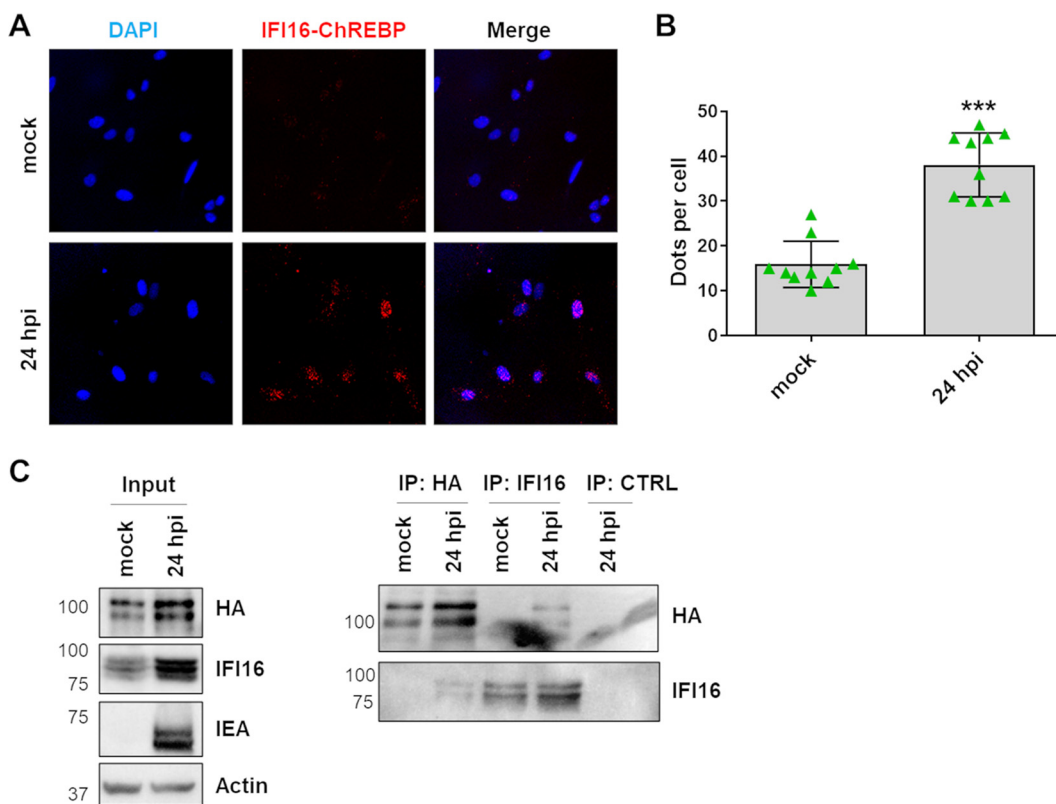 A
DAPI
IFI16-ChREBP
Merge
mock
24 hpi
B
***
Dots per cell
50
40
30
20
10
0
mock
24 hpi
C
Input
mock
24 hpi
100
HA
100
75
IFI16
75
IEA
37
Actin
IP: HA
IP: IFI16
IP: CTRL
mock
24 hpi
mock
24 hpi
24 hpi
100
HA
100
75
IFI16